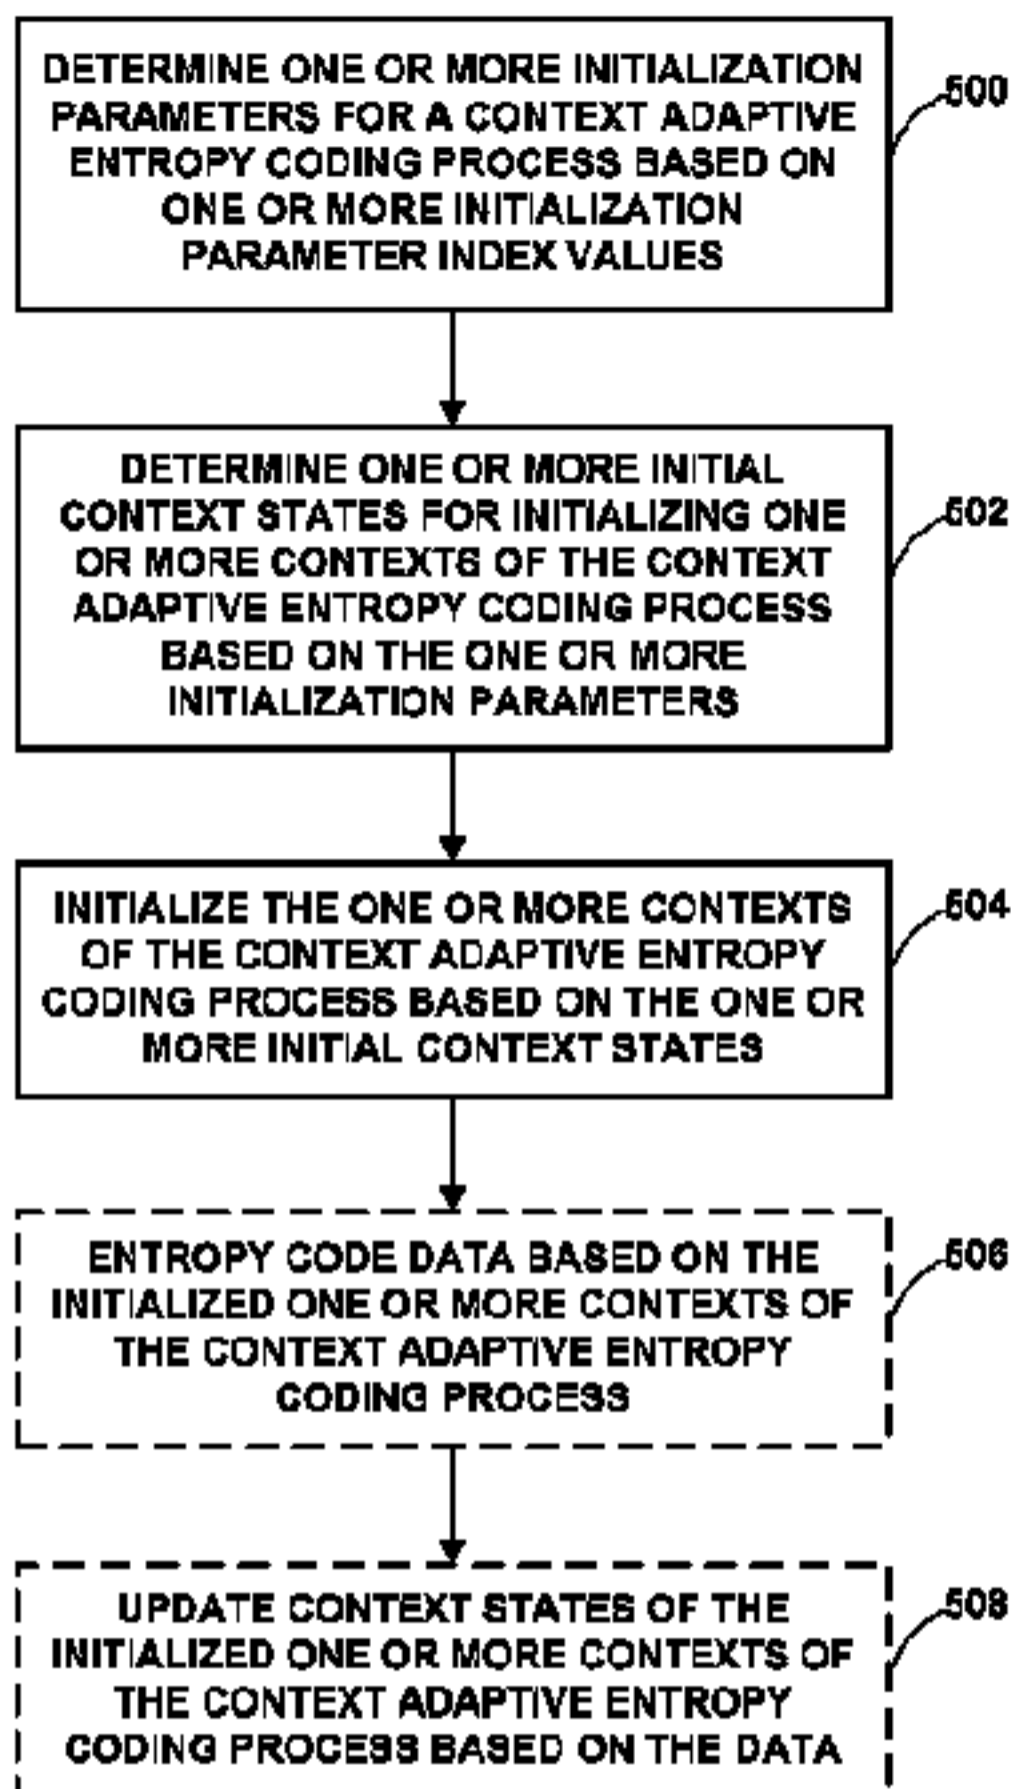 DETERMINE ONE OR MORE INITIALIZATION
PARAMETERS FOR A CONTEXT ADAPTIVE
ENTROPY CODING PROCESS BASED ON
ONE OR MORE INITIALIZATION
PARAMETER INDEX VALUES
500
DETERMINE ONE OR MORE INITIAL
CONTEXT STATES FOR INITIALIZING ONE
OR MORE CONTEXTS OF THE CONTEXT
ADAPTIVE ENTROPY CODING PROCESS
BASED ON THE ONE OR MORE
INITIALIZATION PARAMETERS
502
INITIALIZE THE ONE OR MORE CONTEXTS
OF THE CONTEXT ADAPTIVE ENTROPY
CODING PROCESS BASED ON THE ONE OR
MORE INITIAL CONTEXT STATES
504
ENTROPY CODE DATA BASED ON THE
INITIALIZED ONE OR MORE CONTEXTS OF
THE CONTEXT ADAPTIVE ENTROPY
CODING PROCESS
506
UPDATE CONTEXT STATES OF THE
INITIALIZED ONE OR MORE CONTEXTS OF
THE CONTEXT ADAPTIVE ENTROPY
CODING PROCESS BASED ON THE DATA
508